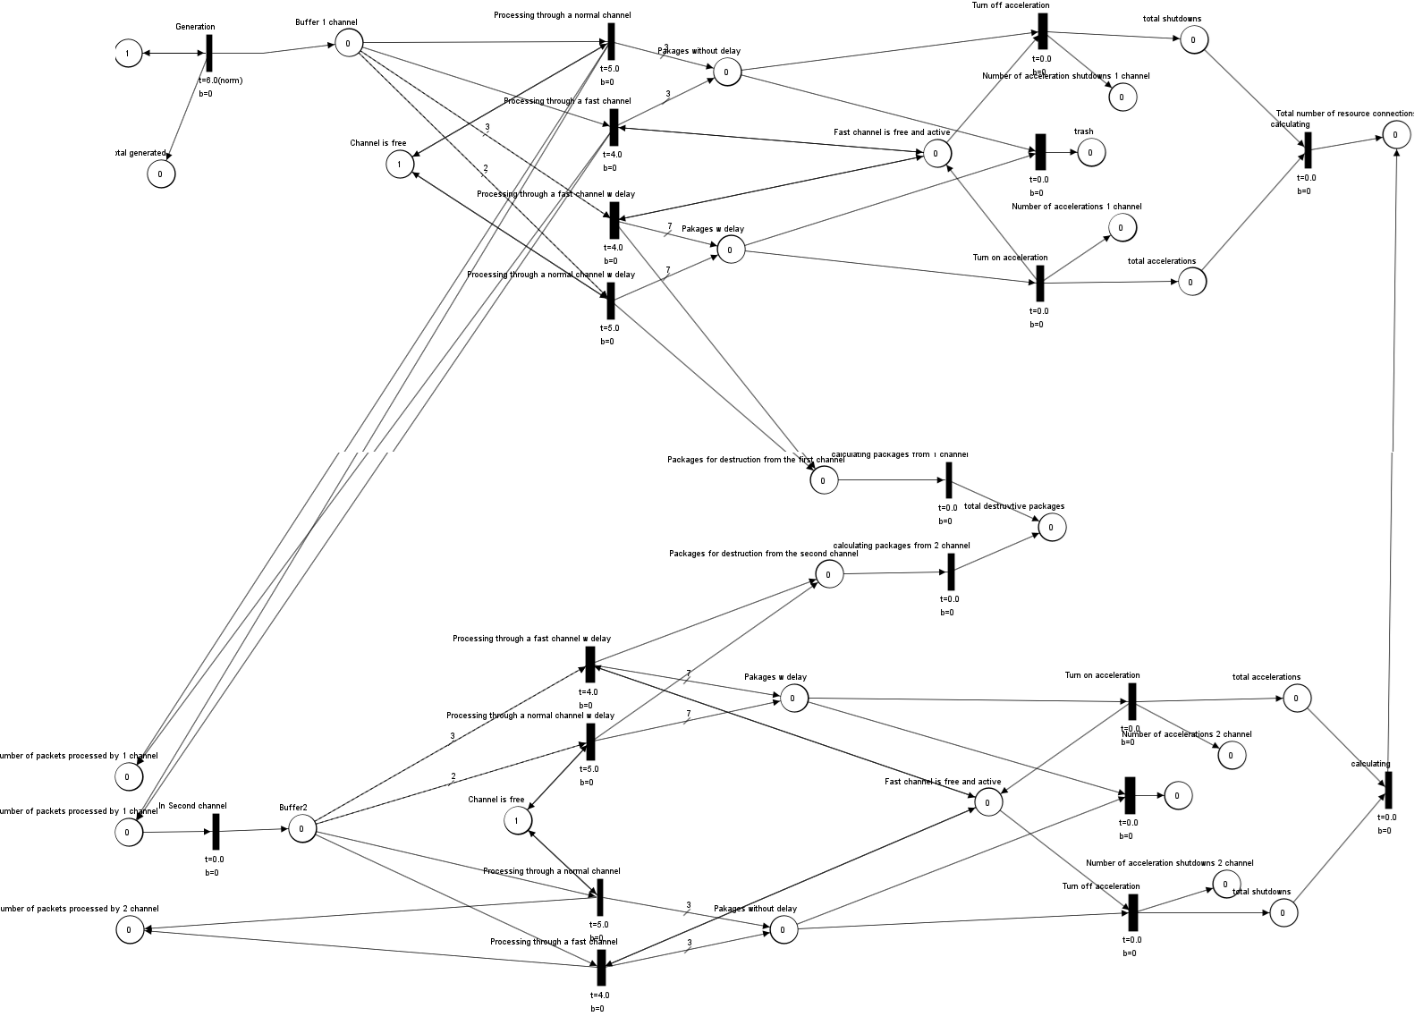 Generation
1
t=6.0(norm)
b=0
0
Buffer 1 channel
0
Processing through a normal channel
t=5.0
b=0
3
Pakages without delay
0
Turn off acceleration
t=0.0
b=0
total shutdowns
0
Number of acceleration shutdowns 1 channel
0
Processing through a fast channel
t=4.0
b=0
3
3
2
Channel is free
1
Fast channel is free and active
0
t=0.0
b=0
trash
0
calculating
t=0.0
b=0
Total number of resource connections
0
Processing through a fast channel w delay
t=4.0
b=0
7
Pakages w delay
0
Number of accelerations 1 channel
0
Processing through a normal channel w delay
t=5.0
b=0
7
Turn on acceleration
t=0.0
b=0
total accelerations
0
Packages for destruction from the first channel
0
calculating packages from 1 channel
t=0.0
b=0
total destruvtive packages
0
Packages for destruction from the second channel
0
calculating packages from 2 channel
t=0.0
b=0
Processing through a fast channel w delay
t=4.0
b=0
7
Pakages w delay
0
Turn on acceleration
t=0.0
b=0
total accelerations
0
Number of accelerations 2 channel
0
Processing through a normal channel w delay
t=5.0
b=0
7
3
2
packets processed by 1 channel
0
packets processed by 1 channel
0
In Second channel
t=0.0
b=0
Buffer2
0
Channel is free
1
Fast channel is free and active
0
t=0.0
b=0
0
calculating
t=0.0
b=0
Processing through a normal channel
t=5.0
b=0
3
Pakages without delay
0
Turn off acceleration
t=0.0
b=0
Number of acceleration shutdowns 2 channel
0
total shutdowns
0
packets processed by 2 channel
0
Processing through a fast channel
t=4.0
b=0
3